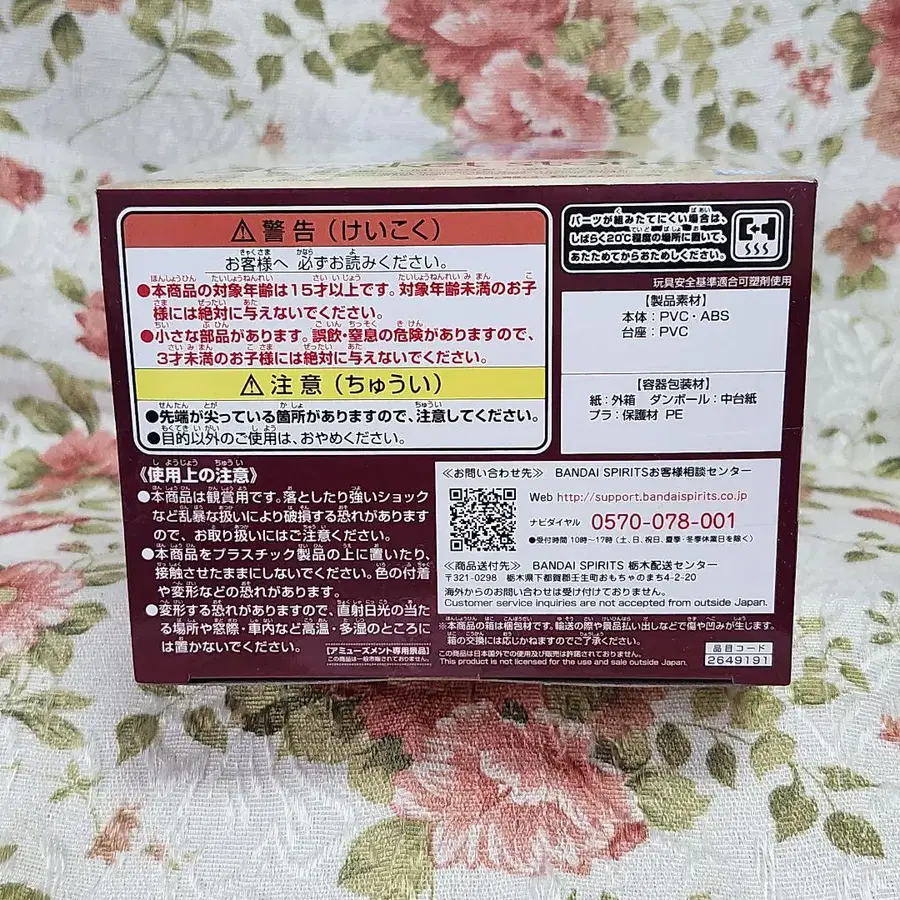 ⚠警告（けいこく）
お客様へ 必ずお読みください。
●本商品の対象年齢は15才以上です。対象年齢未満のお子
様には絶対に与えないでください。
●小さな部品があります。誤飲・窒息の危険がありますので、
3才未満のお子様には絶対に与えないでください。
⚠注意（ちゅうい）
●先端が尖っている箇所がありますので、注意してください。
●目的以外のご使用は、おやめください。
パーツが組みたてにくい場合は、
しばらく20℃程度の場所に置いて、
あたためてからおためしください。
玩具安全基準適合可塑剤使用
【製品素材】
本体：PVC・ABS
台座：PVC
【容器包装材】
紙：外箱 ダンボール：中台紙
プラ：保護材 PE
《使用上の注意》
●本商品は観賞用です。落としたり強いショック
など乱暴な扱いにより破損する恐れがあります
ので、お取り扱いにはご注意ください。
●本商品をプラスチック製品の上に置いたり、
接触させたままにしないでください。色の付着
や変形などの恐れがあります。
●変形する恐れがありますので、直射日光の当た
る場所や窓際・車内など高温・多湿のところに
は置かないでください。
【アミューズメント専用景品】
この商品は一般市販がされておりません。
≪お問い合わせ先≫ BANDAI SPIRITSお客様相談センター
Web http://support.bandaispirits.co.jp
ナビダイヤル 0570-078-001
●受付時間 10時〜17時（土、日、祝日、夏季・冬季休業日を除く）
≪商品送付先≫ BANDAI SPIRITS 栃木配送センター
〒321-0298 栃木県下都賀郡壬生町おもちゃのまち4-2-20
海外からのお問い合わせは受け付けておりません。
Customer service inquiries are not accepted from outside Japan.
※本商品の箱は梱包材です。輸送の際や景品払い出しなどで傷や凹みが生じます。
箱の交換には応じかねますのでご了承ください。
この商品は日本国外での使用及び販売は許諾されておりません。
This product is not licensed for the use and sale outside Japan.
品目コード
2649191